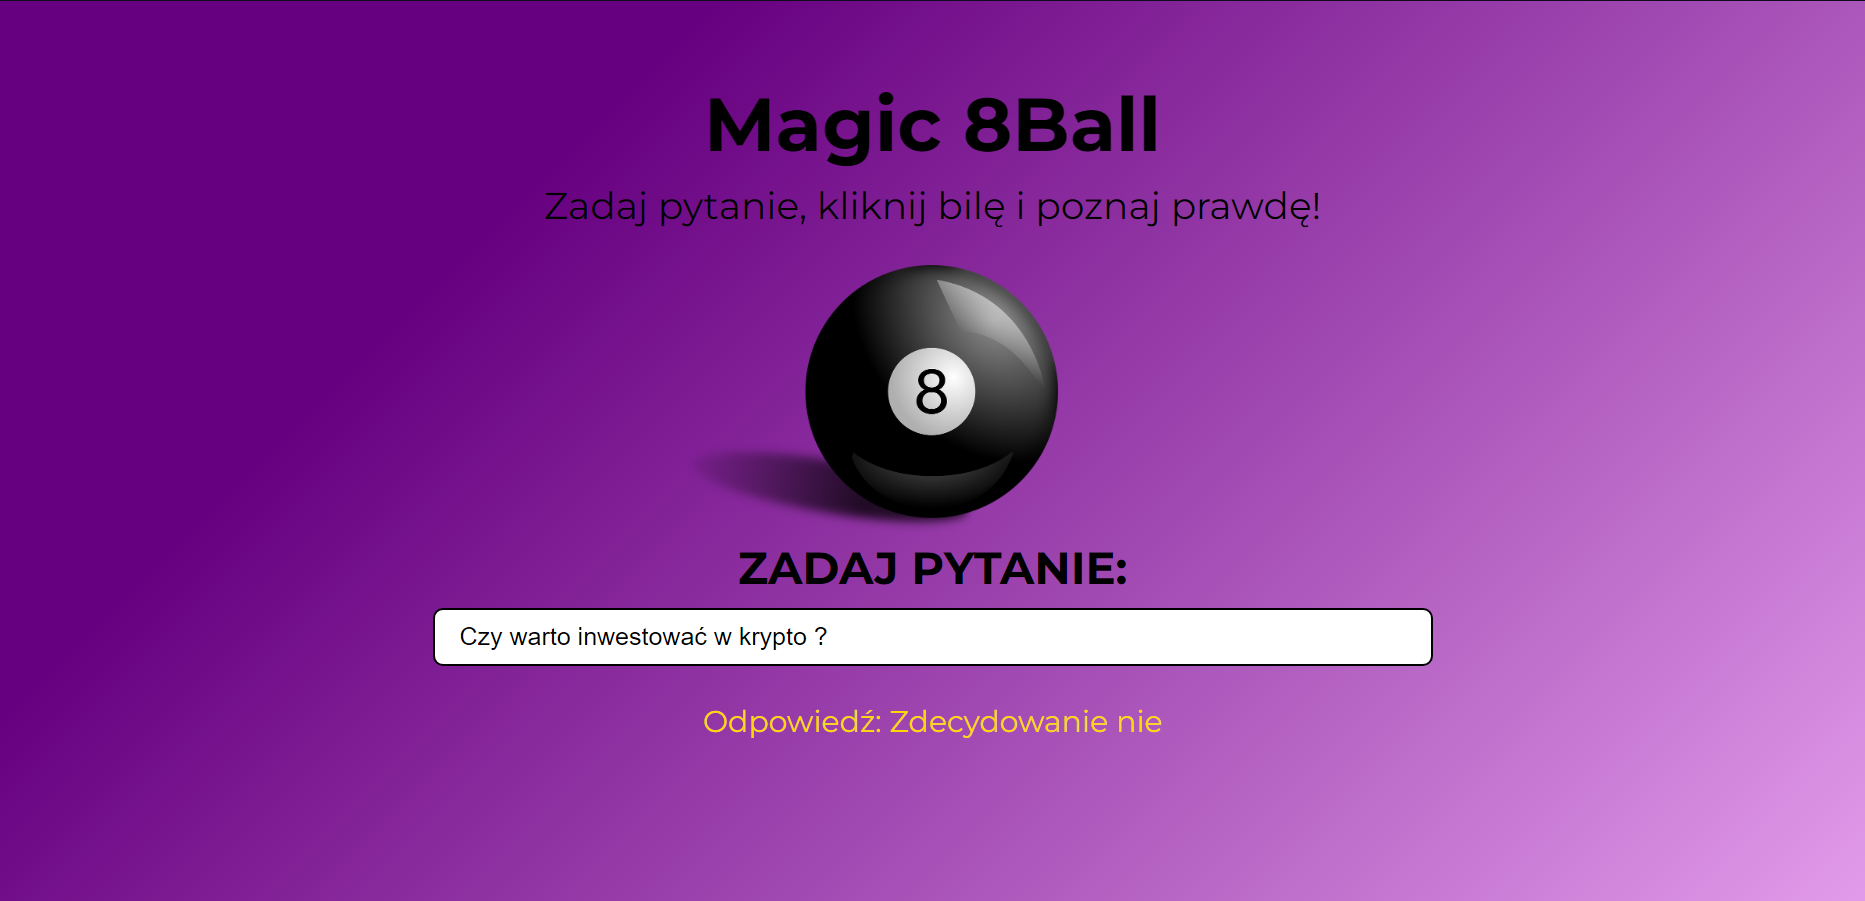 Magic 8Ball
Zadaj pytanie, kliknij bilę i poznaj prawdę!
8
ZADAJ PYTANIE:
Czy warto inwestować w krypto ?
Odpowiedź: Zdecydowanie nie